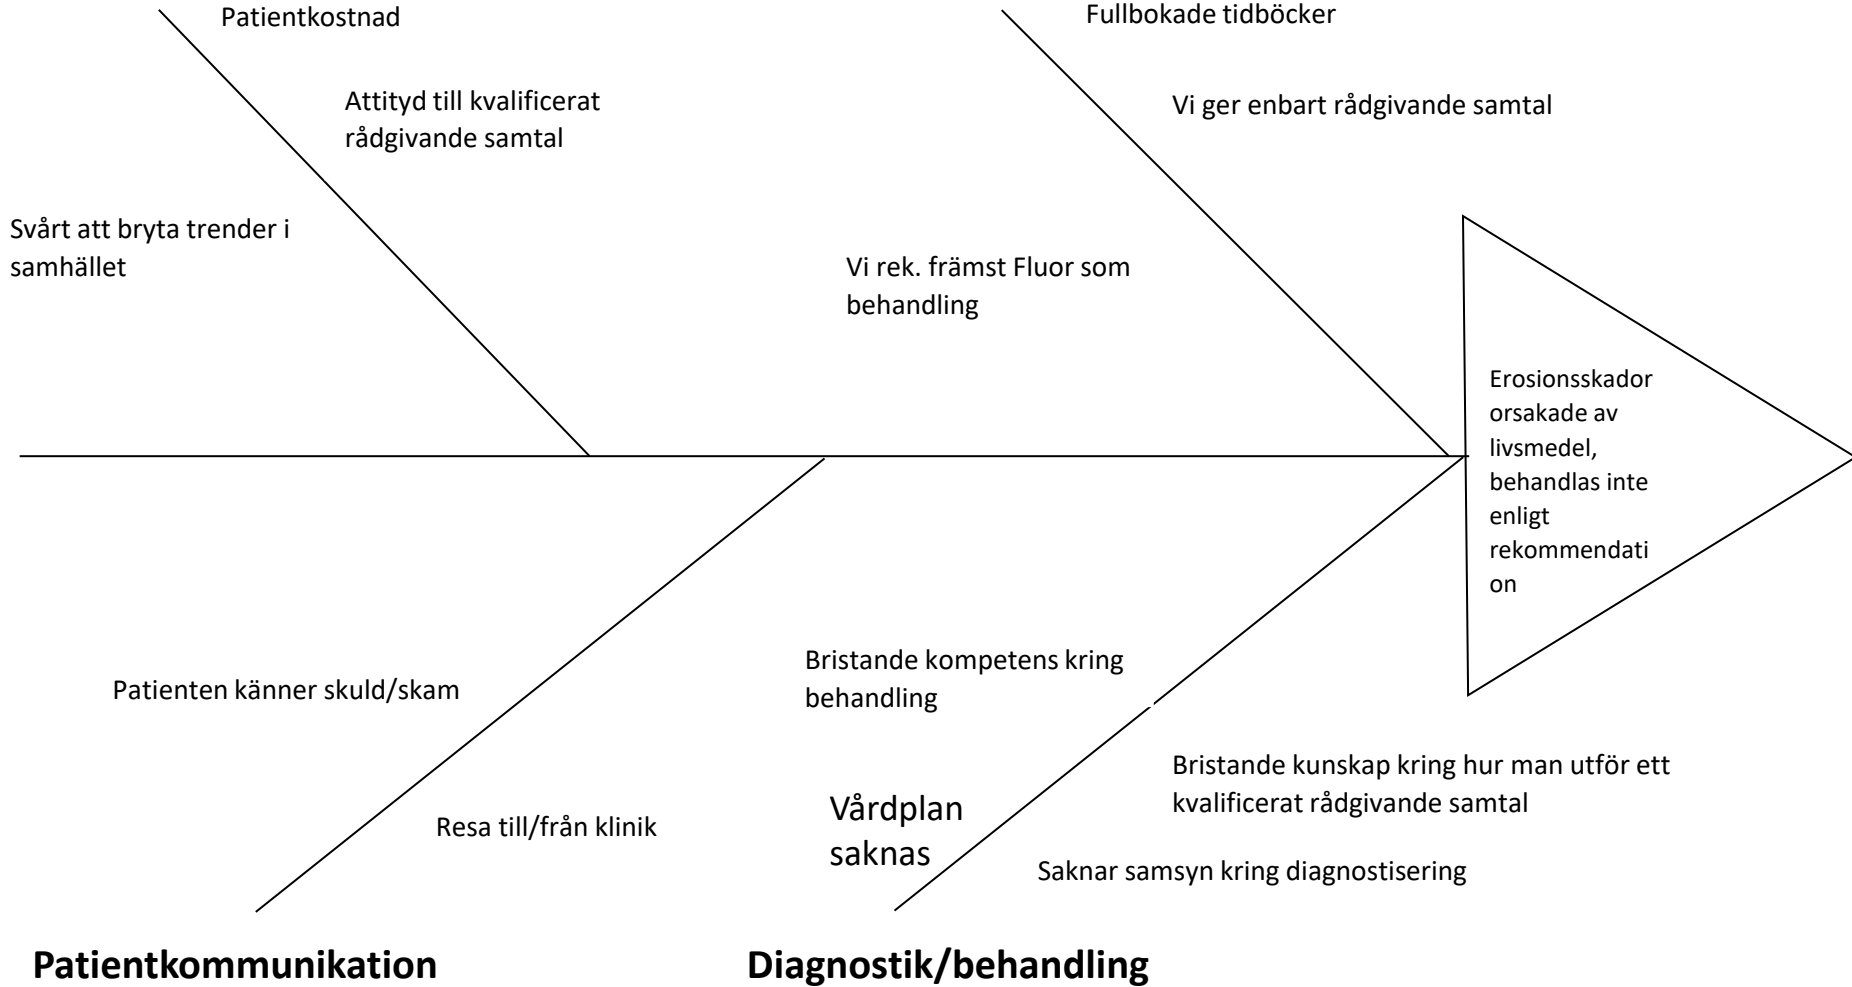 Patientkostnad
Fullbokade tidböcker
Attityd till kvalificerat
rådgivande samtal
Vi ger enbart rådgivande samtal
Svårt att bryta trender i
samhället
Vi rek. främst Fluor som
behandling
Erosionsskador
orsakade av
livsmedel,
behandlas inte
enligt
rekommendati
on
Patienten känner skuld/skam
Bristande kompetens kring
behandling
Resa till/från klinik
Vårdplan
saknas
Bristande kunskap kring hur man utför ett
kvalificerat rådgivande samtal
Saknar samsyn kring diagnostisering
Patientkommunikation
Diagnostik/behandling